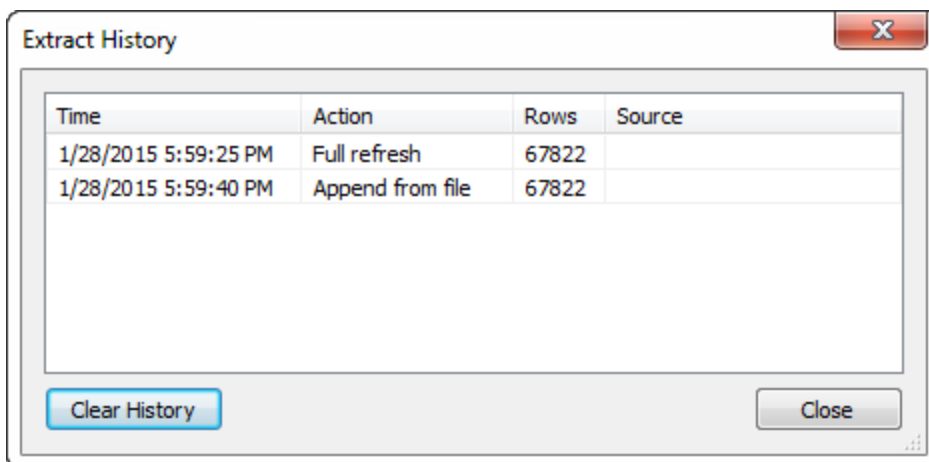 Extract History
Time Action Rows Source
1/28/2015 5:59:25 PM Full refresh 67822
1/28/2015 5:59:40 PM Append from file 67822
Clear History Close